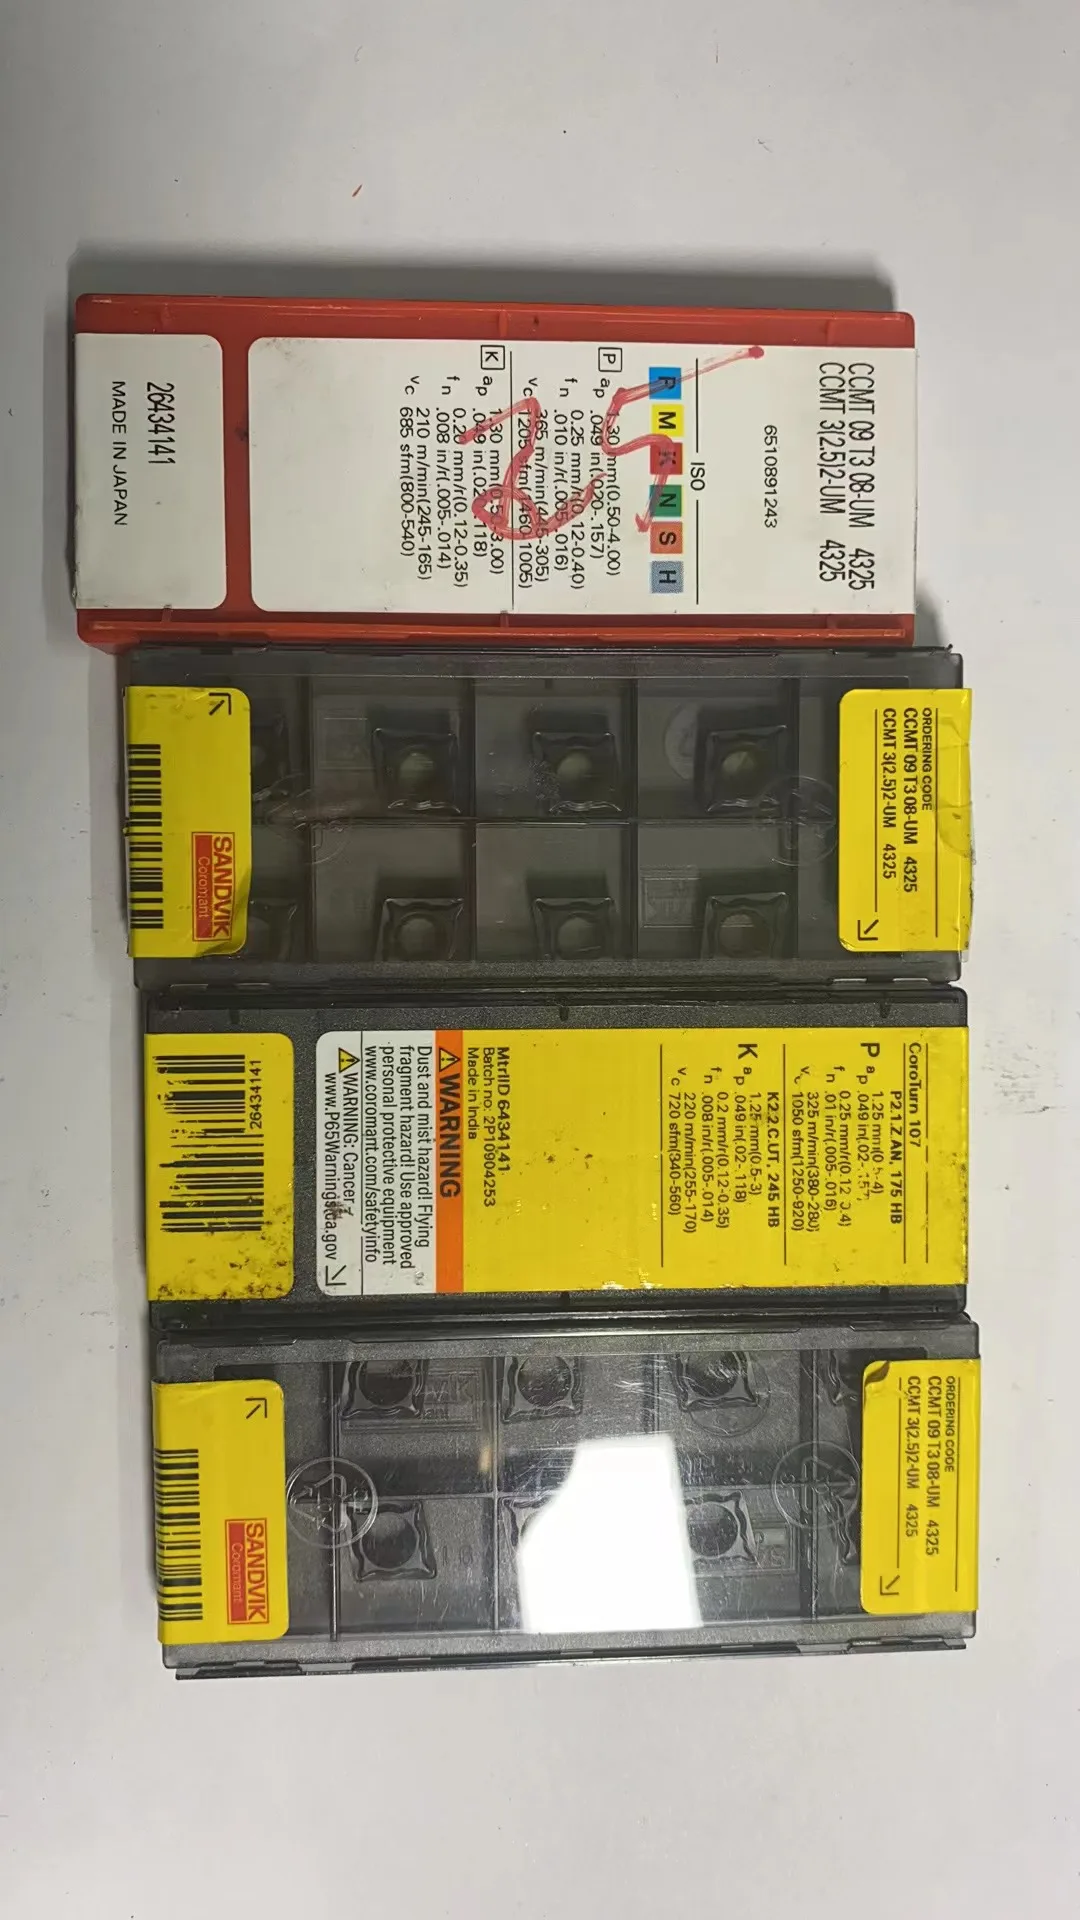 CCMT 09 T3 08-UM 4325
CCMT 3(2.5)2-UM 4325
6510891243
ISO
P M K N S H
P ap 1.30 mm(0.50-4.00)
.049 in(.020-.157)
fn 0.25 mm/r(0.12-0.40)
.010 in/r(.005-.016)
vc 365 m/min(445-305)
1205 sfm(1460-1005)
K ap 1.30 mm(0.50-3.00)
.049 in(.020-.118)
fn 0.20 mm/r(0.12-0.35)
.008 in/r(.005-.014)
vc 210 m/min(245-165)
685 sfm(800-540)
26434141
MADE IN JAPAN
ORDERING CODE
CCMT 09 T3 08-UM 4325
CCMT 3(2.5)2-UM 4325
SANDVIK
Coromant
CoroTurn 107
P2.1.Z.AN, 175 HB
P ap 1.25 mm(0.5-4)
.049 in(.02-.157)
fn 0.25 mm/r(0.12-0.4)
.01 in/r(.005-.016)
vc 325 m/min(380-280)
1050 sfm(1250-920)
K2.2.C.UT, 245 HB
K ap 1.25 mm(0.5-3)
.049 in(.02-.118)
fn 0.2 mm/r(0.12-0.35)
.008 in/r(.005-.014)
vc 220 m/min(255-170)
720 sfm(340-560)
MtrlID 6434141
Batch no: 2P10904253
Made in India
WARNING
Dust and mist hazard! Flying
fragment hazard! Use approved
personal protective equipment
www.coromant.com/safetyinfo
WARNING: Cancer
www.P65Warnings.ca.gov
26434141
ORDERING CODE
CCMT 09 T3 08-UM 4325
CCMT 3(2.5)2-UM 4325
SANDVIK
Coromant